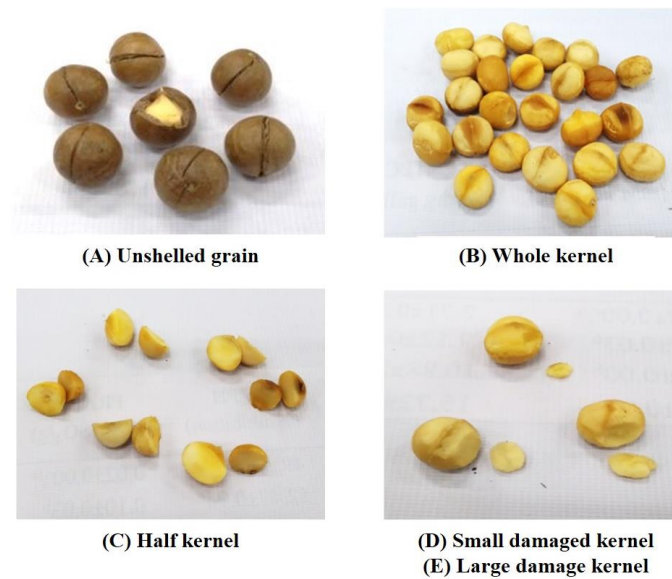 (A) Unshelled grain
(B) Whole kernel
(C) Half kernel
(D) Small damaged kernel
(E) Large damage kernel